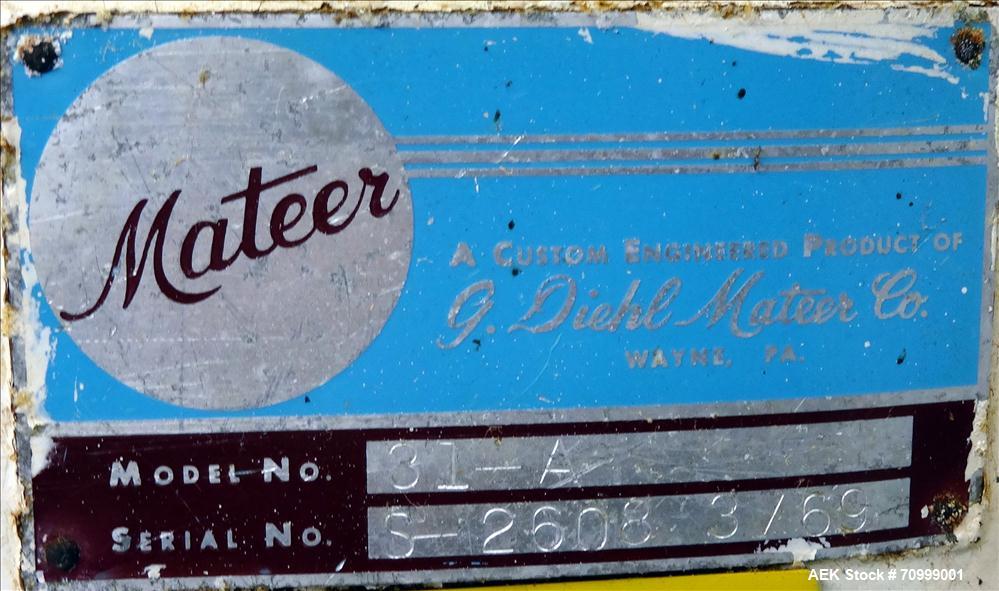 Mateer
A CUSTOM ENGINEERED PRODUCT OF
G. Diehl Mateer Co.
WAYNE, PA.
MODEL NO. 31-A
SERIAL NO. S-2608 3/69
AEK Stock # 70999001